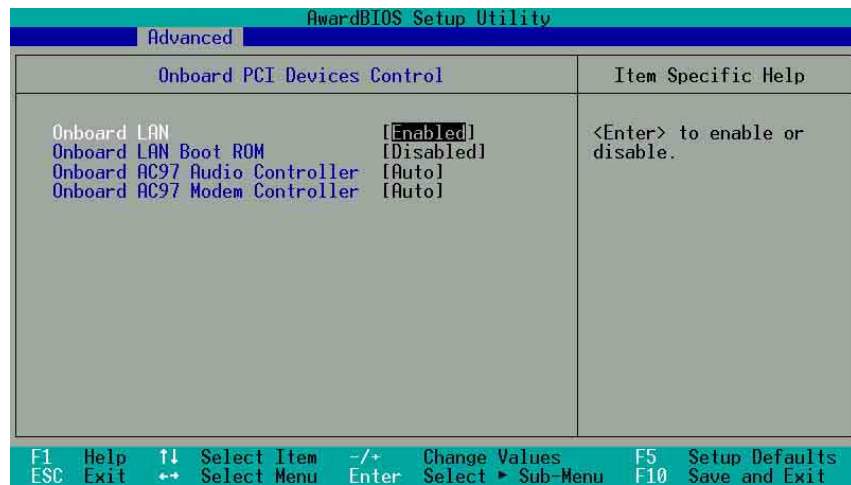 AwardBIOS Setup Utility
Advanced
Onboard PCI Devices Control
Item Specific Help
Onboard LAN [Enabled]
Onboard LAN Boot ROM [Disabled]
Onboard AC97 Audio Controller [Auto]
Onboard AC97 Modem Controller [Auto]
<Enter> to enable or
disable.
F1 Help ↑↓ Select Item -/+ Change Values F5 Setup Defaults
ESC Exit ←→ Select Menu Enter Select ► Sub-Menu F10 Save and Exit